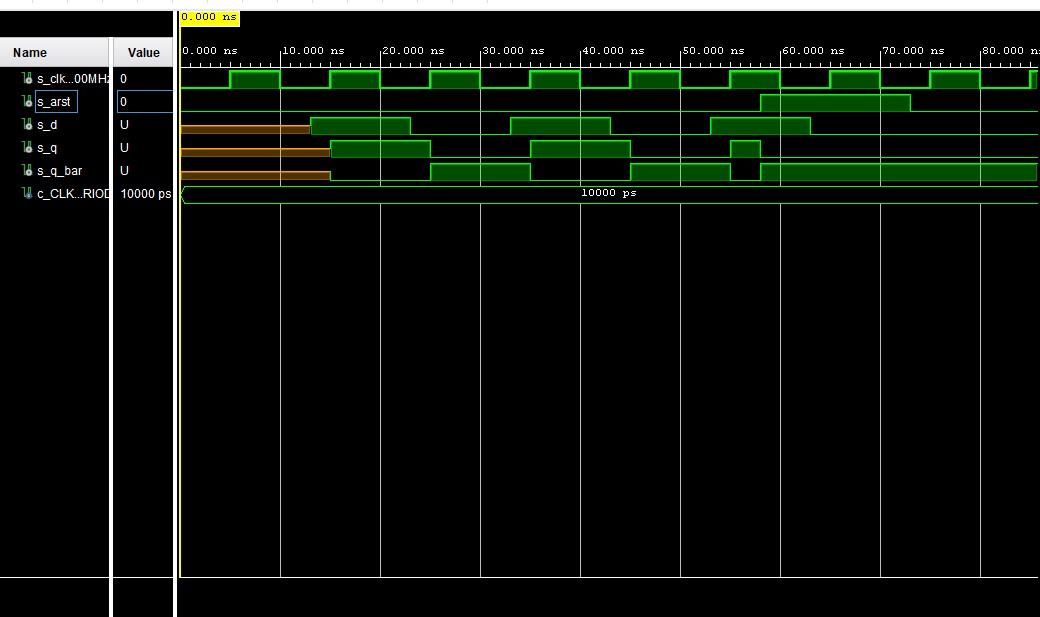 0.000 ns
Name Value
0.000 ns 10.000 ns 20.000 ns 30.000 ns 40.000 ns 50.000 ns 60.000 ns 70.000 ns 80.000 n
s_clk...00MHz 0
s_arst 0
s_d U
s_q U
s_q_bar U
c_CLK...RIOD 10000 ps 10000 ps